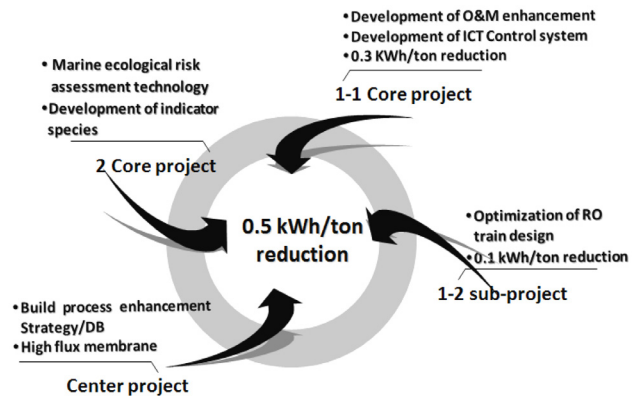 •Development of O&M enhancement
•Development of ICT Control system
•0.3 KWh/ton reduction
1-1 Core project
•Marine ecological risk
assessment technology
•Development of indicator
species
2 Core project
0.5 kWh/ton
reduction
•Optimization of RO
train design
•0.1 kWh/ton reduction
1-2 sub-project
•Build process enhancement
Strategy/DB
•High flux membrane
Center project